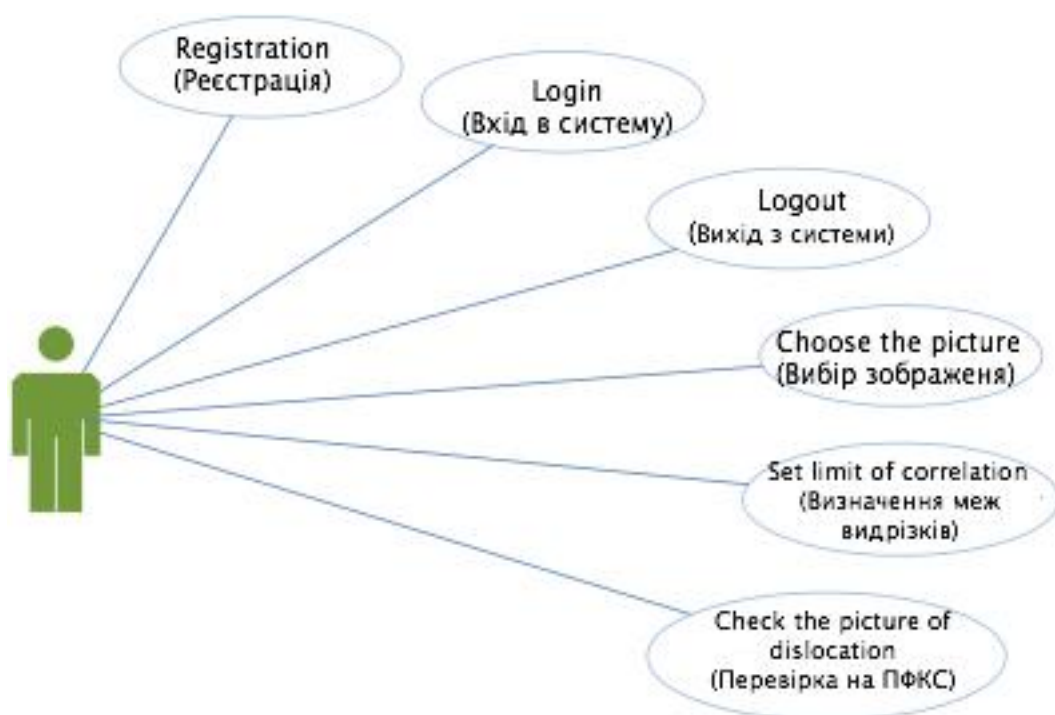 Registration
(Реєстрація)
Login
(Вхід в систему)
Logout
(Вихід з системи)
Choose the picture
(Вибір зображеня)
Set limit of correlation
(Визначення меж
видрізків)
Check the picture of
dislocation
(Перевірка на ПФКС)